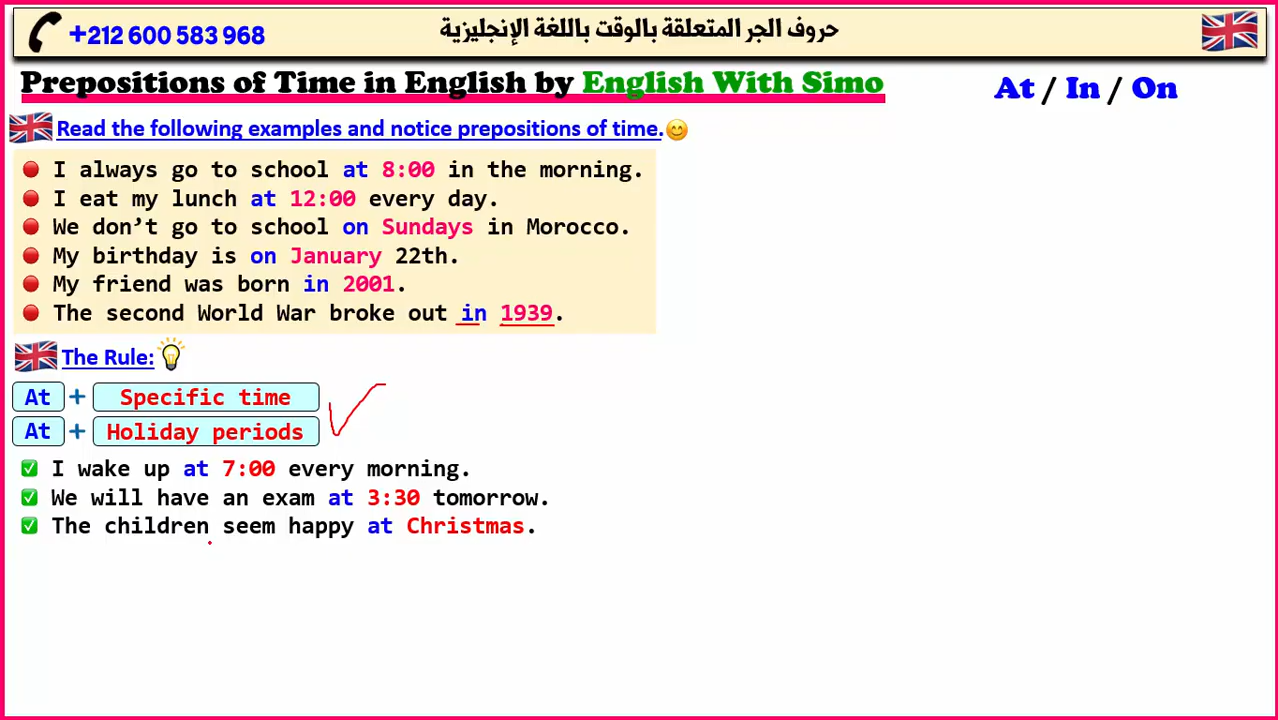 +212 600 583 968
حروف الجر المتعلقة بالوقت باللغة الإنجليزية
Prepositions of Time in English by English With Simo
At / In / On
Read the following examples and notice prepositions of time.😊
I always go to school at 8:00 in the morning.
I eat my lunch at 12:00 every day.
We don’t go to school on Sundays in Morocco.
My birthday is on January 22th.
My friend was born in 2001.
The second World War broke out in 1939.
The Rule:
At + Specific time
At + Holiday periods
I wake up at 7:00 every morning.
We will have an exam at 3:30 tomorrow.
The children seem happy at Christmas.